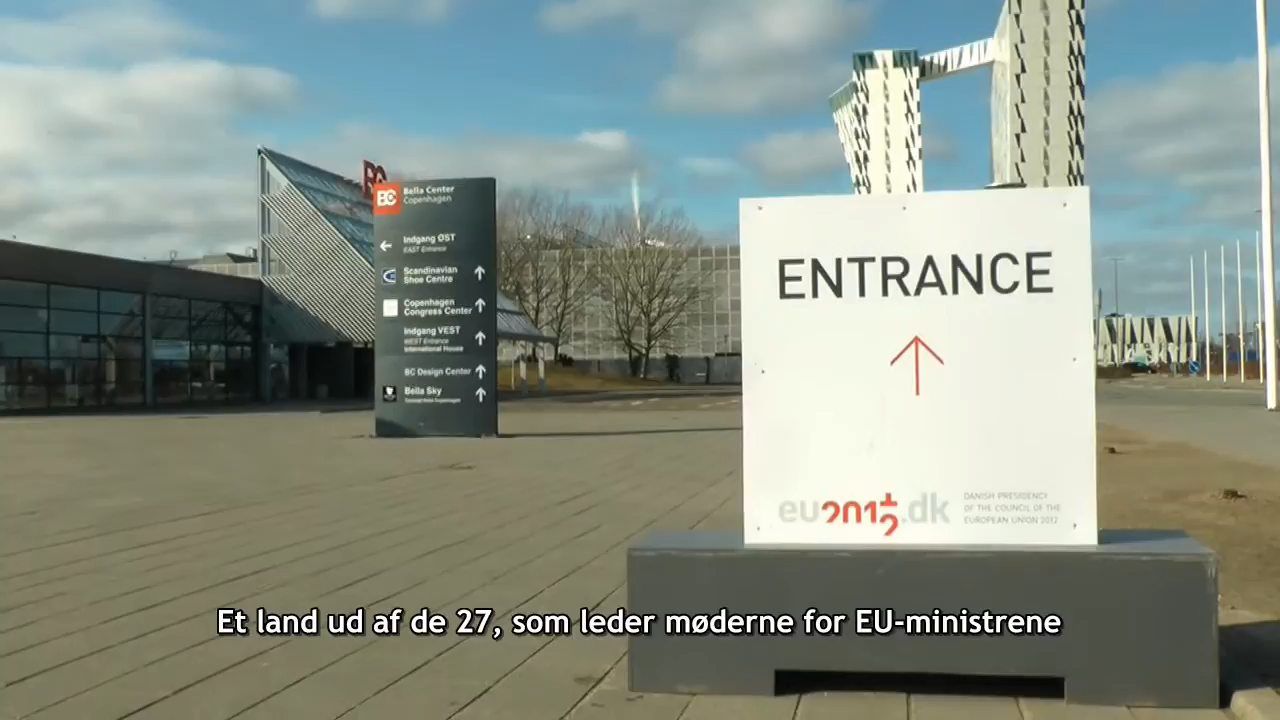 BC
BC
Bella Center
Copenhagen
Indgang ØST
EAST Entrance
Scandinavian
Shoe Centre
Copenhagen
Congress Center
Indgang VEST
WEST Entrance
International House
BC Design Center
Bella Sky
ENTRANCE
eu2012.dk
DANISH PRESIDENCY
OF THE COUNCIL OF THE
EUROPEAN UNION 2012
Et land ud af de 27, som leder møderne for EU-ministrene